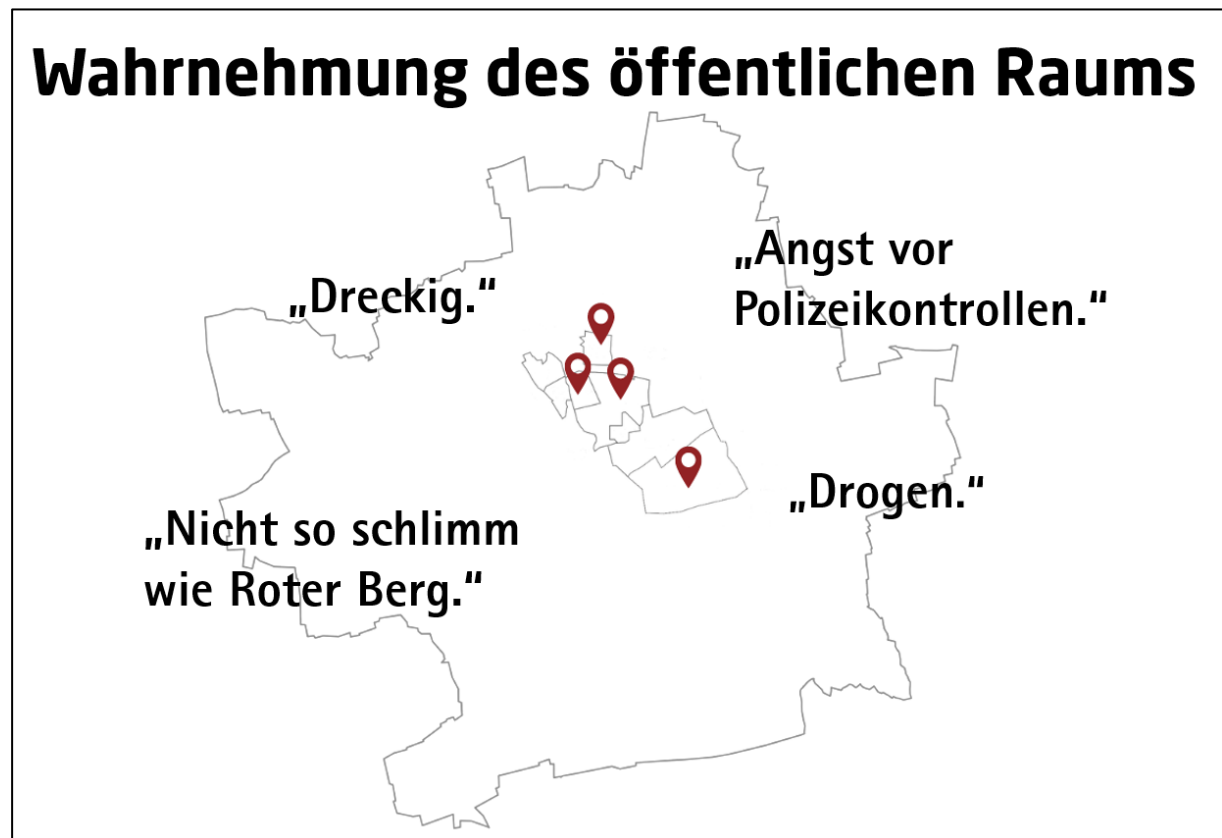 Wahrnehmung des öffentlichen Raums
„Angst vor
Polizeikontrollen.“
„Dreckig.“
„Drogen.“
„Nicht so schlimm
wie Roter Berg.“